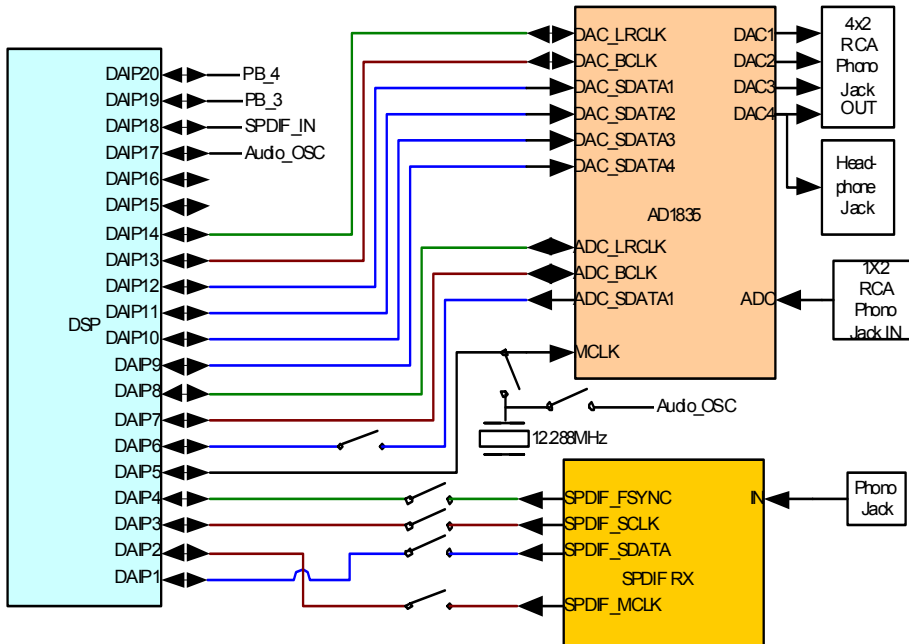 DAIP20
DAIP19
DAIP18
DAIP17
DAIP16
DAIP15
DAIP14
DAIP13
DAIP12
DAIP11
DAIP10
DAIP9
DAIP8
DAIP7
DAIP6
DAIP5
DAIP4
DAIP3
DAIP2
DAIP1
DSP
PB_4
PB_3
SPDIF_IN
Audio_OSC
DAC_LRCLK
DAC_BCLK
DAC_SDATA1
DAC_SDATA2
DAC_SDATA3
DAC_SDATA4
ADC_LRCLK
ADC_BCLK
ADC_SDATA1
MCLK
AD1835
DAC1
DAC2
DAC3
DAC4
ADC
4x2
RCA
Phono
Jack
OUT
Head-
phone
Jack
1X2
RCA
Phono
Jack IN
Audio_OSC
12.288MHz
SPDIF_FSYNC
SPDIF_SCLK
SPDIF_SDATA
SPDIF_MCLK
SPDIF RX
IN
Phono
Jack